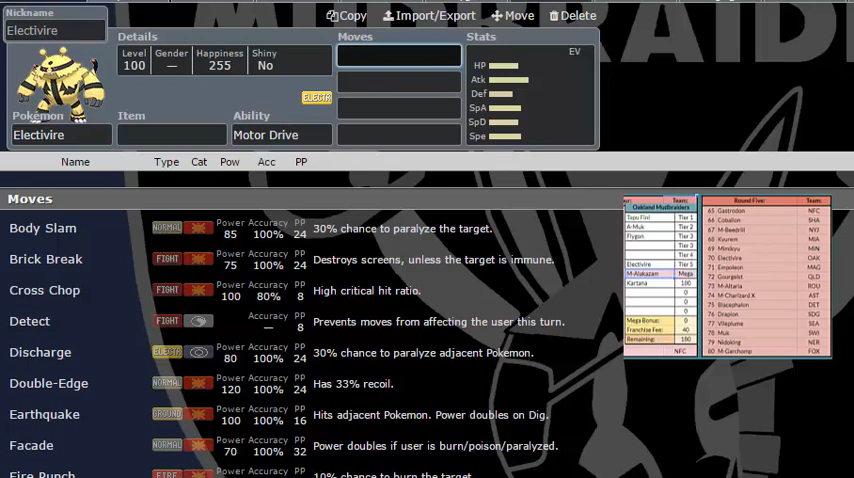 MUDBRAIDE
Nickname
Electivire
Copy Import/Export Move Delete
Details
Level Gender Happiness Shiny
100 — 255 No
ELECTR
Pokémon Item Ability
Electivire Motor Drive
Moves
Stats
EV
HP
Atk
Def
SpA
SpD
Spe
Name Type Cat Pow Acc PP
Moves
Body Slam NORMAL Power 85 Accuracy 100% PP 24 30% chance to paralyze the target.
Brick Break FIGHT Power 75 Accuracy 100% PP 24 Destroys screens, unless the target is immune.
Cross Chop FIGHT Power 100 Accuracy 80% PP 8 High critical hit ratio.
Detect FIGHT Accuracy — PP 8 Prevents moves from affecting the user this turn.
Discharge ELECTR Power 80 Accuracy 100% PP 24 30% chance to paralyze adjacent Pokemon.
Double-Edge NORMAL Power 120 Accuracy 100% PP 24 Has 33% recoil.
Earthquake GROUND Power 100 Accuracy 100% PP 16 Hits adjacent Pokemon. Power doubles on Dig.
Facade NORMAL Power 70 Accuracy 100% PP 32 Power doubles if user is burn/poison/paralyzed.
Fire Punch FIRE Power Accuracy PP 10% chance to burn the target.
Team:
Oakland Mudbraiders
Tapu Fini Tier 1
A-Muk Tier 2
Flygon Tier 3
Tier 3
Tier 4
Electivire Tier 5
M-Alakazam Mega
Kartana 100
0
0
0
Mega Bonus: 0
Franchise Fee: 40
Remaining: 100
NFC
Round Five: Team:
65 Gastrodon NFC
66 Cobalion SHA
67 M-Beedrill NYJ
68 Kyurem MIA
69 Mimikyu MIN
70 Electivire OAK
71 Empoleon MAG
72 Gourgeist QLD
73 M-Altaria ROU
74 M-Charizard X AST
75 Blacephalon DET
76 Drapion SDG
77 Vileplume SEA
78 Muk SWI
79 Nidoking NER
80 M-Garchomp FOX